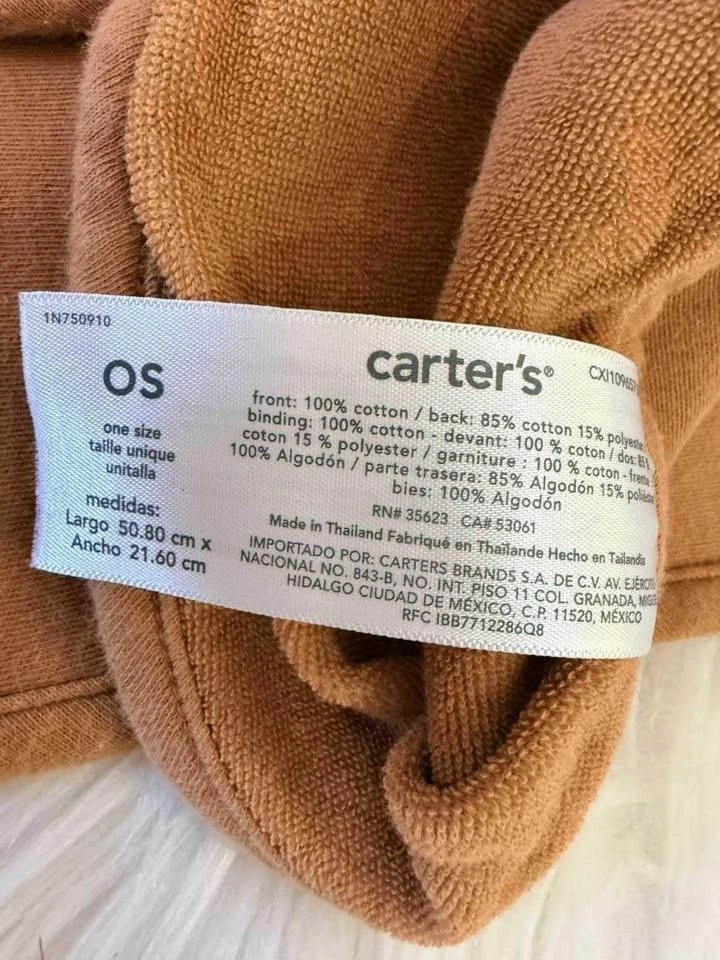 1N750910
OS
one size
taille unique
unitalla
medidas:
Largo 50.80 cm x
Ancho 21.60 cm
carter's®
CXI109657
front: 100% cotton / back: 85% cotton 15% polyester
binding: 100% cotton - devant: 100 % coton / dos: 85%
coton 15 % polyester / garniture : 100 % coton - frente:
100% Algodón / parte trasera: 85% Algodón 15% poliéster
bies: 100% Algodón
RN# 35623 CA# 53061
Made in Thailand Fabriqué en Thaïlande Hecho en Tailandia
IMPORTADO POR: CARTERS BRANDS S.A. DE C.V. AV. EJÉRCITO
NACIONAL NO. 843-B, NO. INT. PISO 11 COL. GRANADA, MIGUEL
HIDALGO CIUDAD DE MÉXICO, C.P. 11520, MÉXICO
RFC IBB7712286Q8